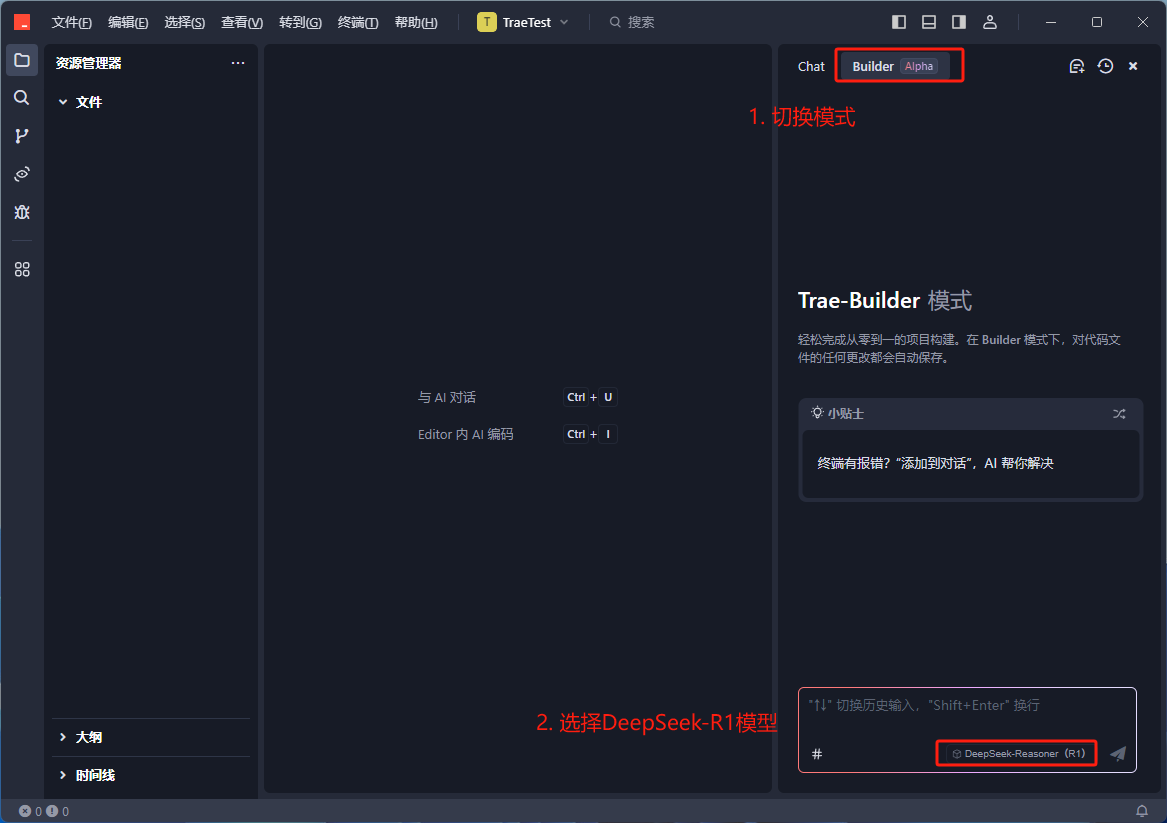 文件(F) 编辑(E) 选择(S) 查看(V) 转到(G) 终端(T) 帮助(H) T TraeTest 搜索
资源管理器 ...
文件
Chat Builder Alpha
1. 切换模式
Trae-Builder 模式
轻松完成从零到一的项目构建。在 Builder 模式下，对代码文
件的任何更改都会自动保存。
与 AI 对话 Ctrl + U
Editor 内 AI 编码 Ctrl + I
小贴士
终端有报错？“添加到对话”，AI 帮你解决
"↑↓" 切换历史输入，"Shift+Enter" 换行
2. 选择DeepSeek-R1模型
# DeepSeek-Reasoner（R1）
大纲
时间线
0 0